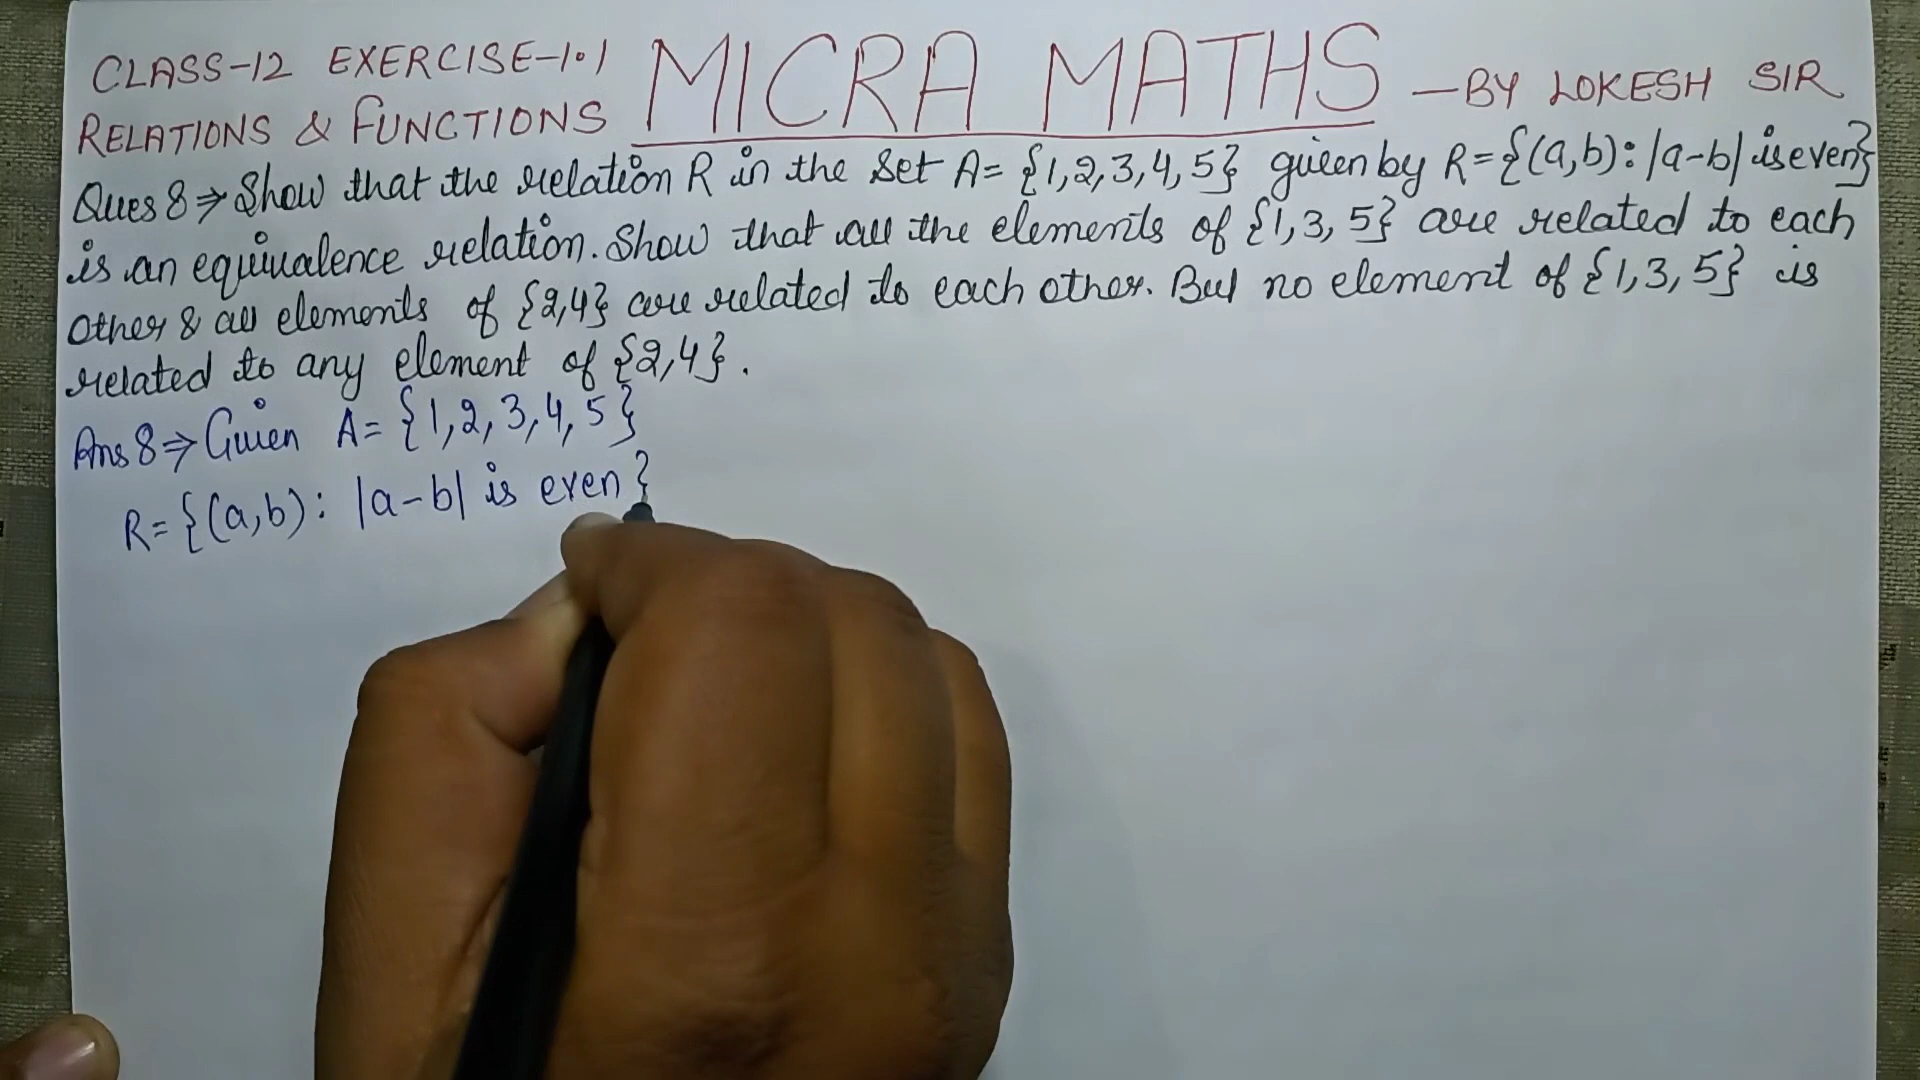 CLASS-12 EXERCISE-1.1 MICRA MATHS -BY LOKESH SIR
RELATIONS & FUNCTIONS
Ques 8 ⇒ Show that the relation R in the set A= {1,2,3,4,5} given by R={(a,b): |a-b| is even}
is an equivalence relation. Show that all the elements of {1,3,5} are related to each
other & all elements of {2,4} are related to each other. But no element of {1,3,5} is
related to any element of {2,4}.
Ans 8 ⇒ Given A= {1,2,3,4,5}
R= {(a,b): |a-b| is even}